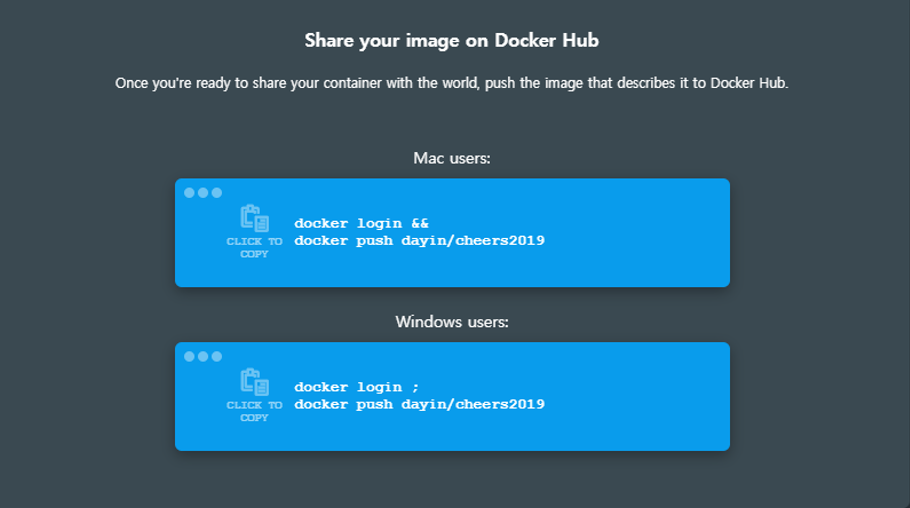 Share your image on Docker Hub
Once you're ready to share your container with the world, push the image that describes it to Docker Hub.
Mac users:
CLICK TO
COPY
docker login &&
docker push dayin/cheers2019
Windows users:
CLICK TO
COPY
docker login ;
docker push dayin/cheers2019